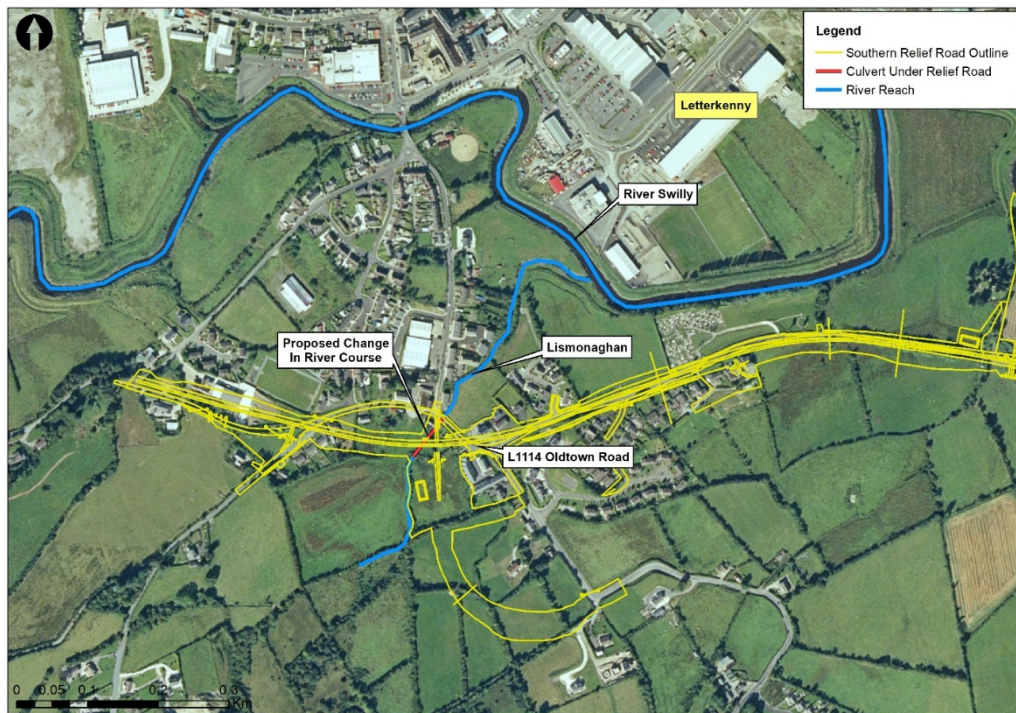 Legend
Southern Relief Road Outline
Culvert Under Relief Road
River Reach
Letterkenny
River Swilly
Proposed Change
In River Course
Lismonaghan
L1114 Oldtown Road
0 0.05 0.1 0.2 0.3
Km